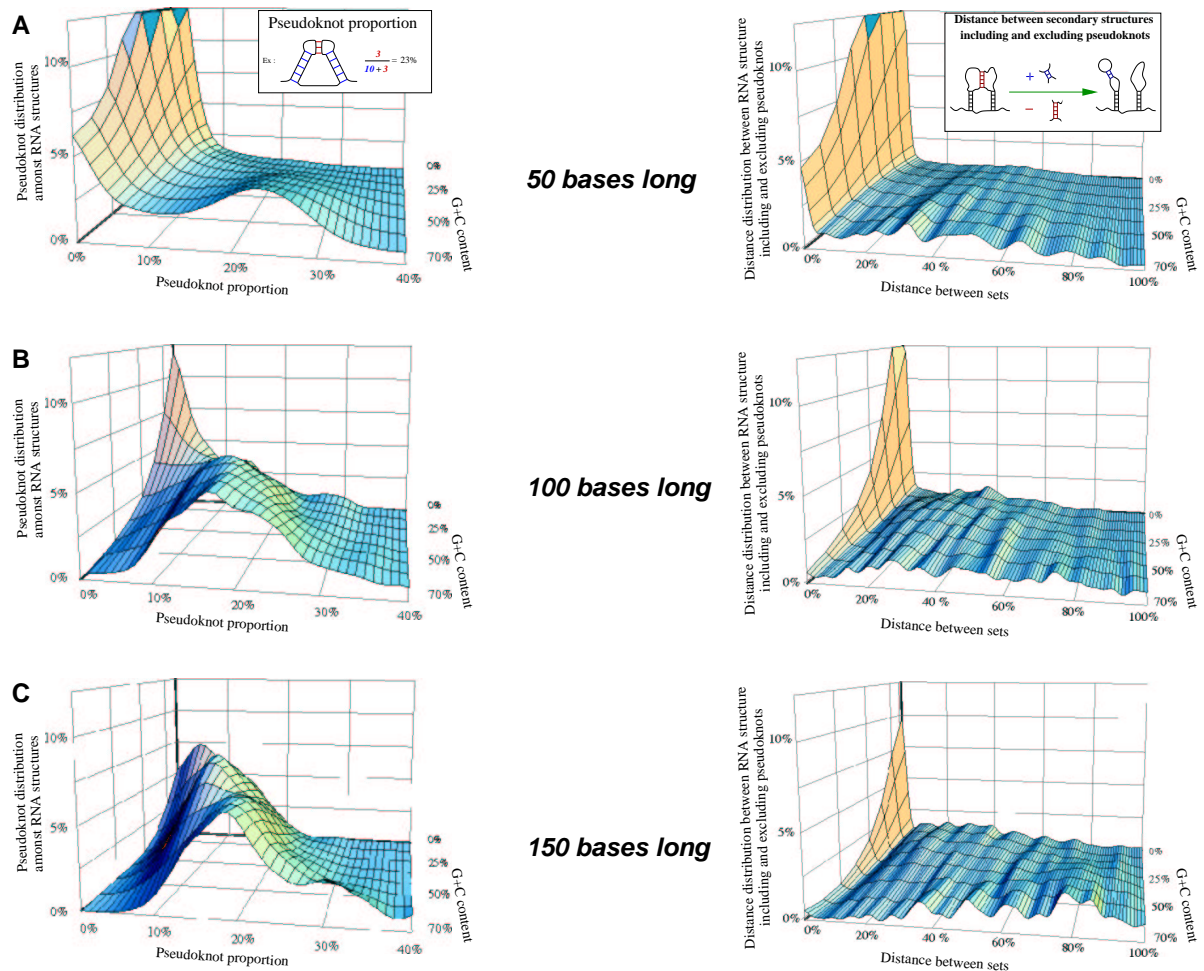 A
Pseudoknot distribution
amonst RNA structures
10%
5%
0%
Pseudoknot proportion
Ex :
3
10 + 3
= 23%
0%
10%
20%
30%
40%
Pseudoknot proportion
0%
25%
50%
70%
G+C content
50 bases long
Distance distribution between RNA structure
including and excluding pseudoknots
10%
5%
0%
Distance between secondary structures
including and excluding pseudoknots
+
−
0%
20%
40%
60%
80%
100%
Distance between sets
0%
25%
50%
70%
G+C content
B
Pseudoknot distribution
amonst RNA structures
10%
5%
0%
0%
10%
20%
30%
40%
Pseudoknot proportion
0%
25%
50%
70%
G+C content
100 bases long
Distance distribution between RNA structure
including and excluding pseudoknots
10%
5%
0%
0%
20%
40 %
60%
80%
100%
Distance between sets
0%
25%
50%
70%
G+C content
C
Pseudoknot distribution
amonst RNA structures
10%
5%
0%
0%
10%
20%
30%
40%
Pseudoknot proportion
0%
25%
50%
70%
G+C content
150 bases long
Distance distribution between RNA structure
including and excluding pseudoknots
10%
5%
0%
0%
20%
40%
60%
80%
100%
Distance between sets
0%
25%
50%
70%
G+C content